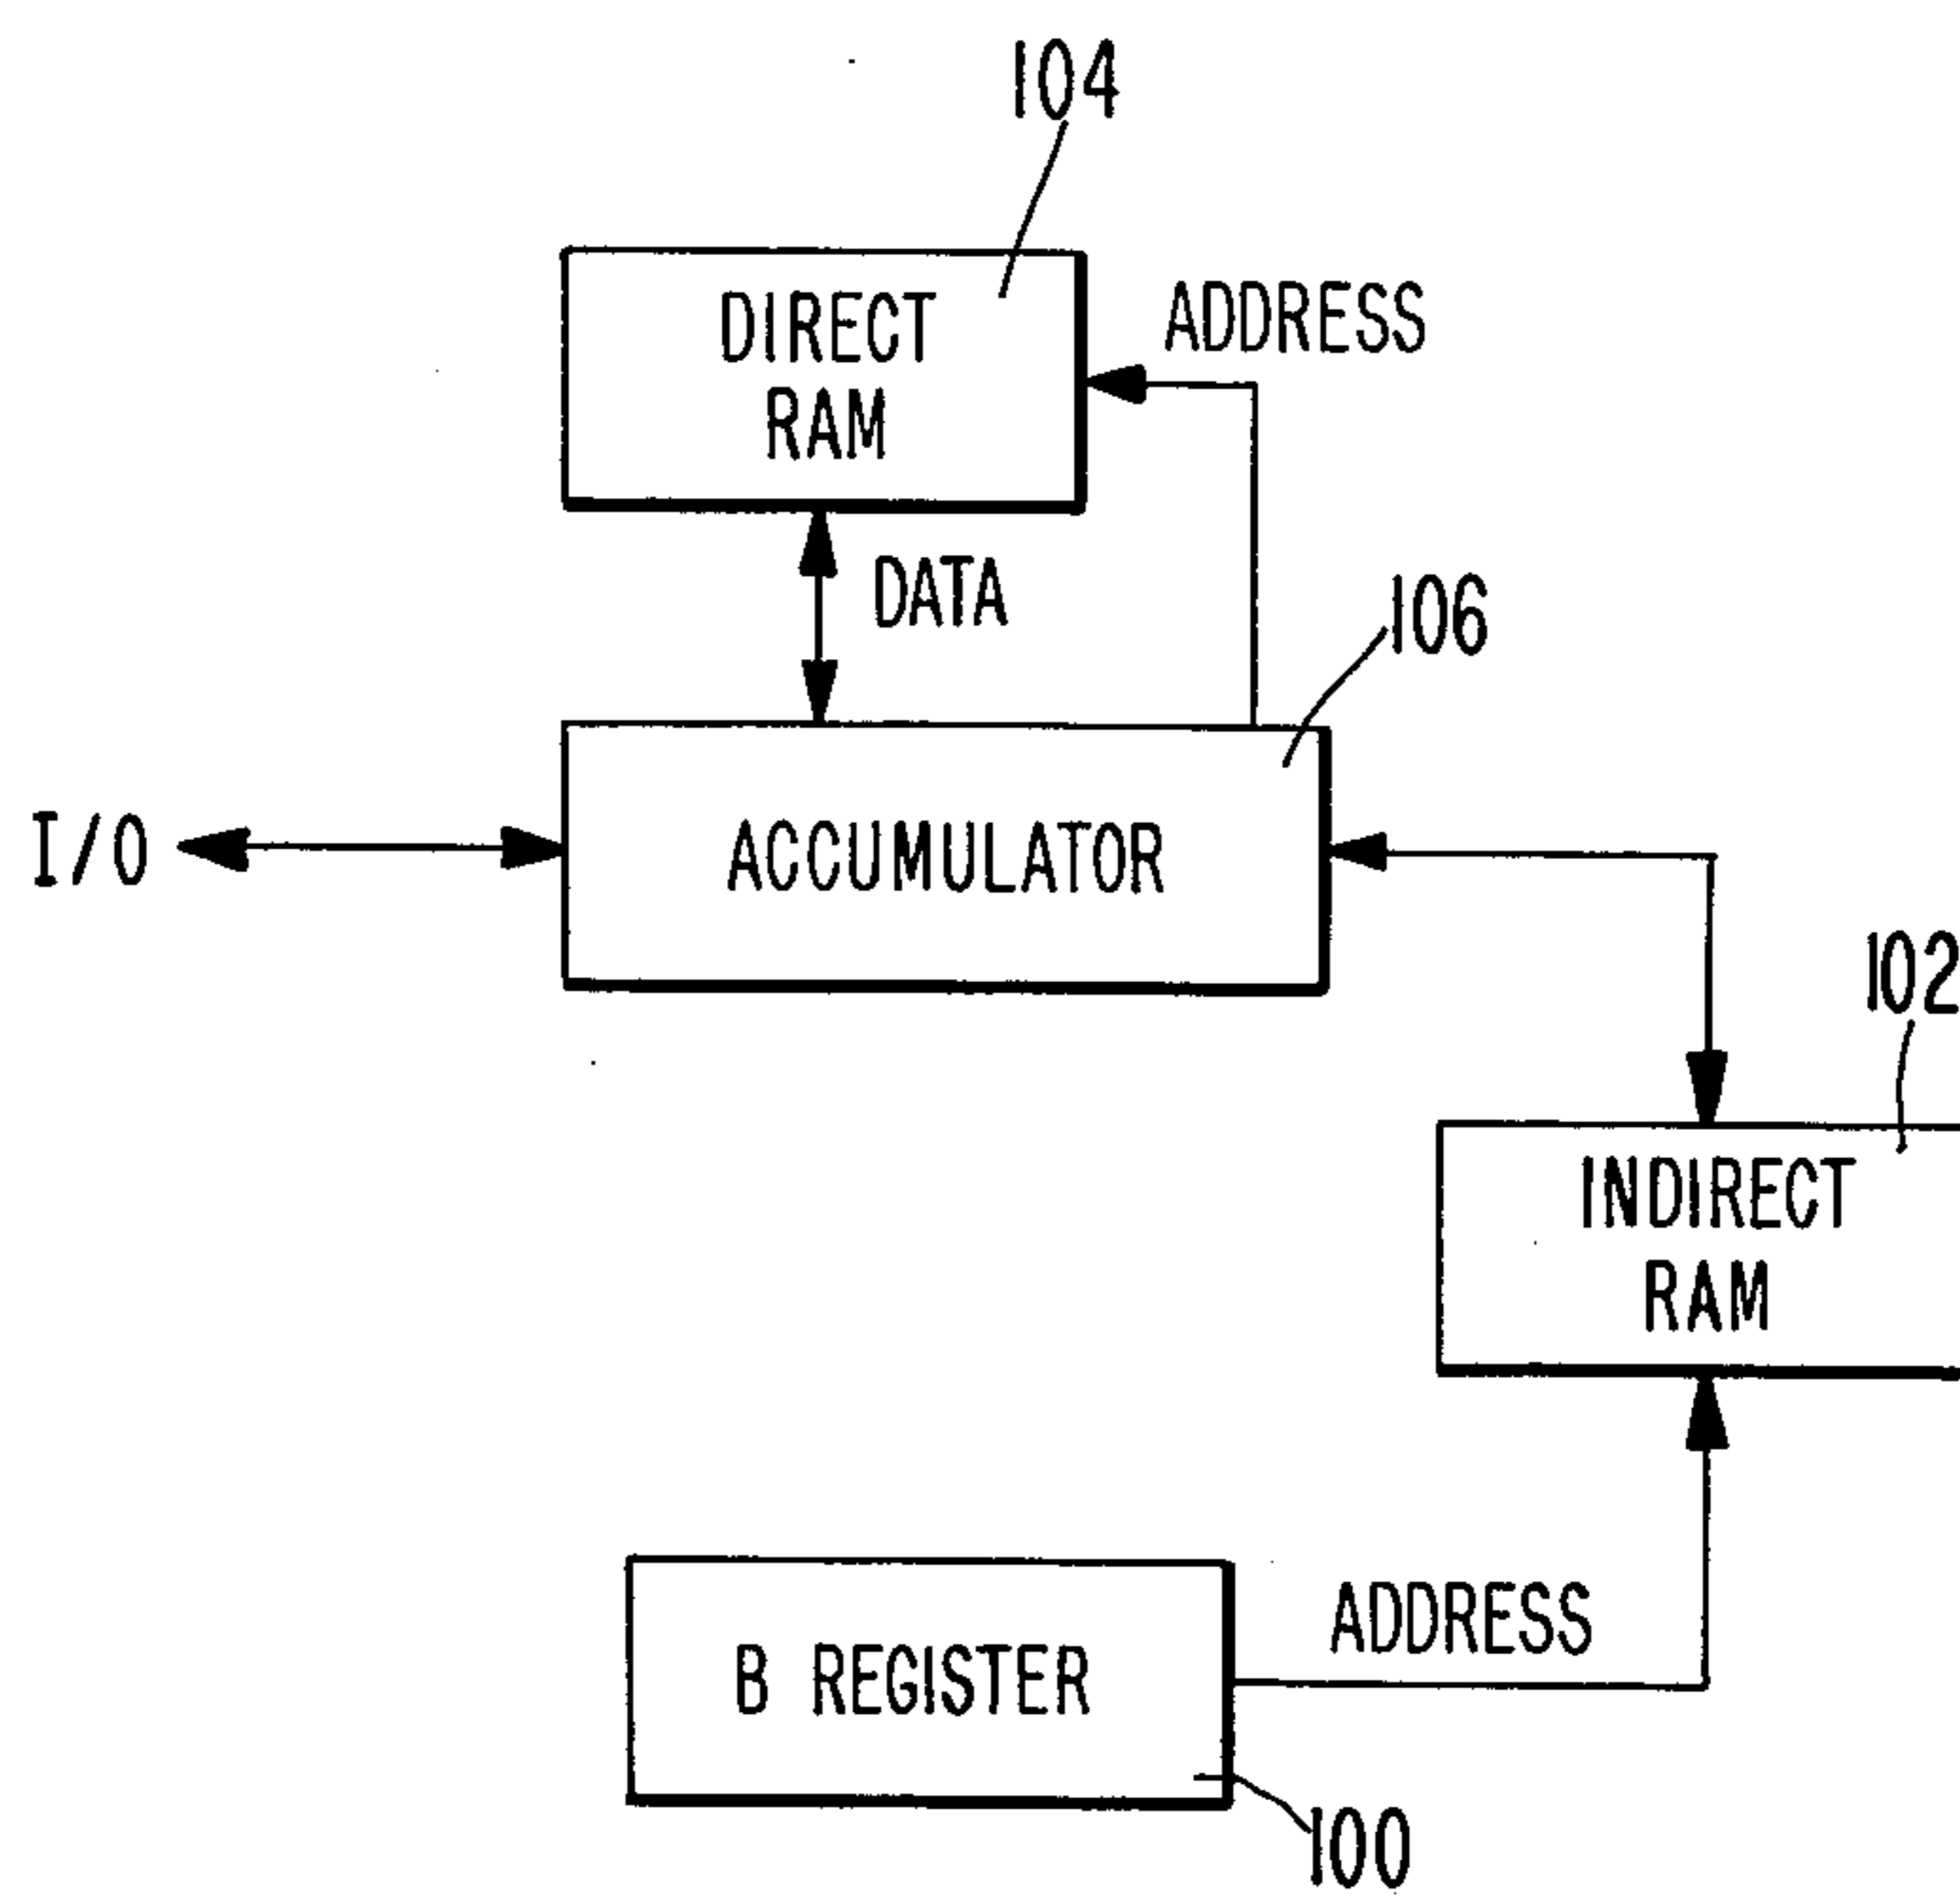 104
DIRECT
RAM
ADDRESS
DATA
106
I/O
ACCUMULATOR
102
INDIRECT
RAM
B REGISTER
ADDRESS
100